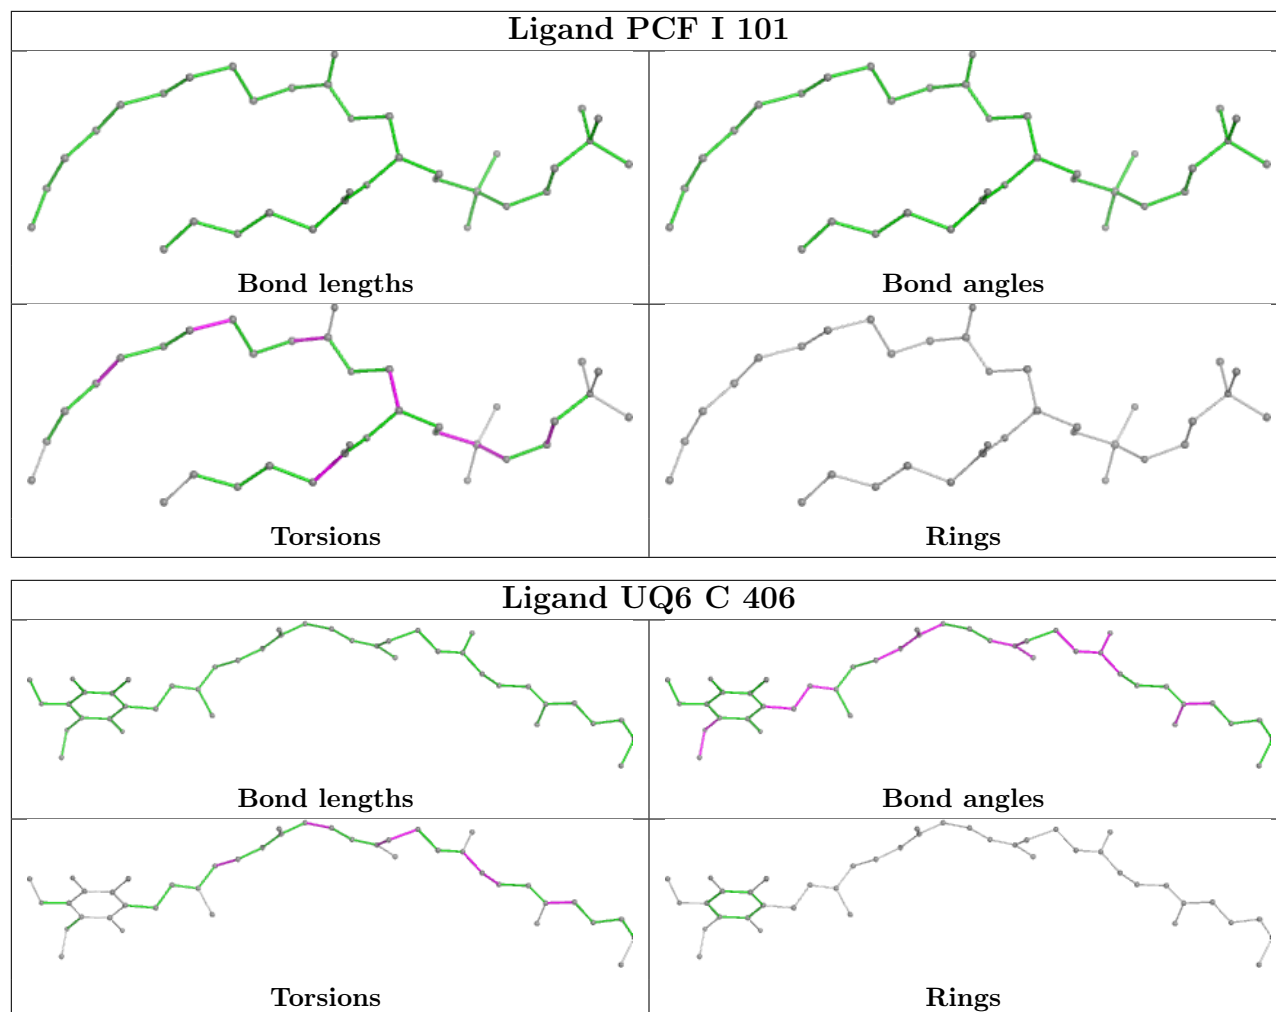 Ligand PCF I 101
Bond lengths
Bond angles
Torsions
Rings
Ligand UQ6 C 406
Bond lengths
Bond angles
Torsions
Rings